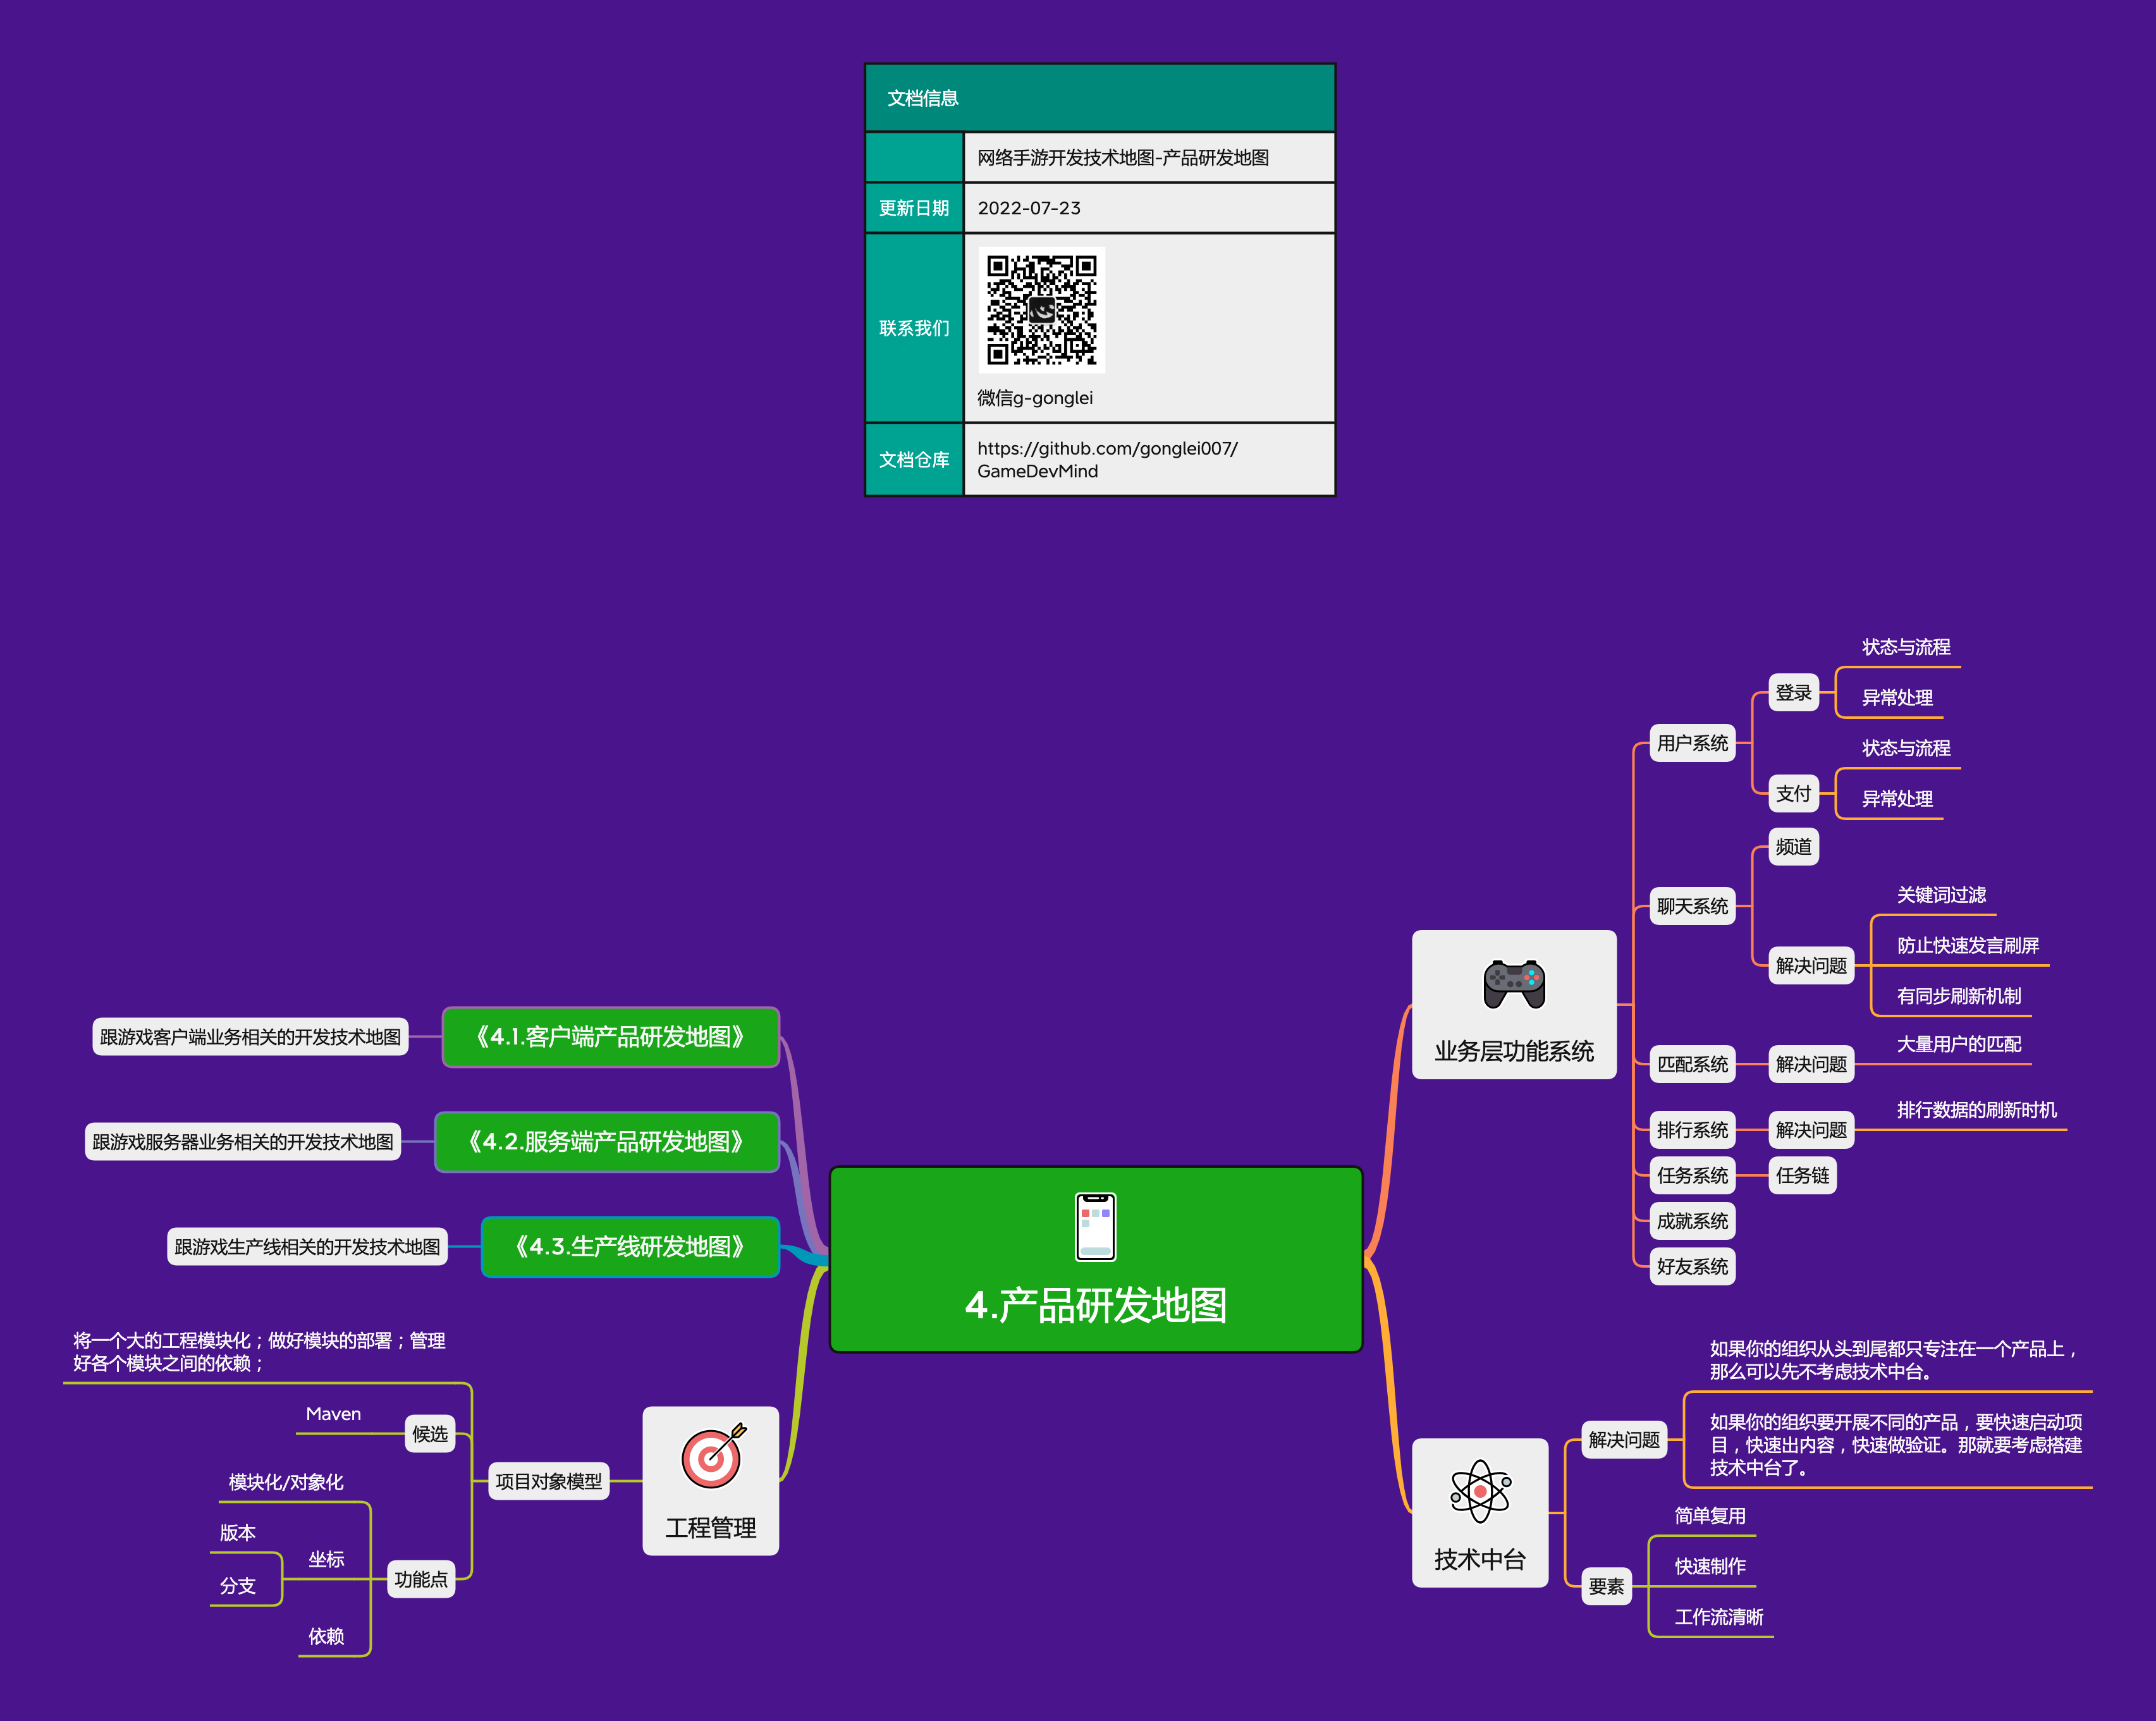 文档信息
网络手游开发技术地图-产品研发地图
更新日期
2022-07-23
联系我们
微信g-gonglei
文档仓库
https://github.com/gonglei007/
GameDevMind
4.产品研发地图
业务层功能系统
用户系统
登录
状态与流程
异常处理
支付
状态与流程
异常处理
聊天系统
频道
解决问题
关键词过滤
防止快速发言刷屏
有同步刷新机制
匹配系统
解决问题
大量用户的匹配
排行系统
解决问题
排行数据的刷新时机
任务系统
任务链
成就系统
好友系统
技术中台
解决问题
如果你的组织从头到尾都只专注在一个产品上，
那么可以先不考虑技术中台。
如果你的组织要开展不同的产品，要快速启动项
目，快速出内容，快速做验证。那就要考虑搭建
技术中台了。
要素
简单复用
快速制作
工作流清晰
《4.1.客户端产品研发地图》
跟游戏客户端业务相关的开发技术地图
《4.2.服务端产品研发地图》
跟游戏服务器业务相关的开发技术地图
《4.3.生产线研发地图》
跟游戏生产线相关的开发技术地图
工程管理
项目对象模型
将一个大的工程模块化；做好模块的部署；管理
好各个模块之间的依赖；
候选
Maven
功能点
模块化/对象化
坐标
版本
分支
依赖